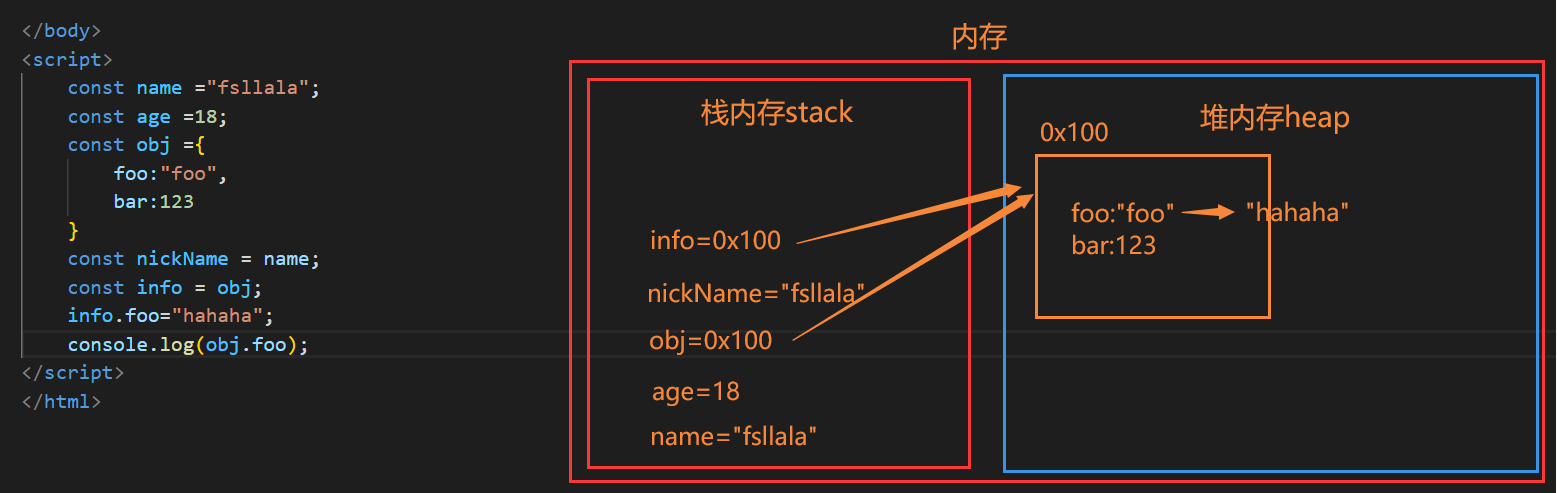 </body>
<script>
const name ="fsllala";
const age =18;
const obj ={
foo:"foo",
bar:123
}
const nickName = name;
const info = obj;
info.foo="hahaha";
console.log(obj.foo);
</script>
</html>
内存
栈内存stack
info=0x100
nickName="fsllala"
obj=0x100
age=18
name="fsllala"
堆内存heap
0x100
foo:"foo" "hahaha"
bar:123